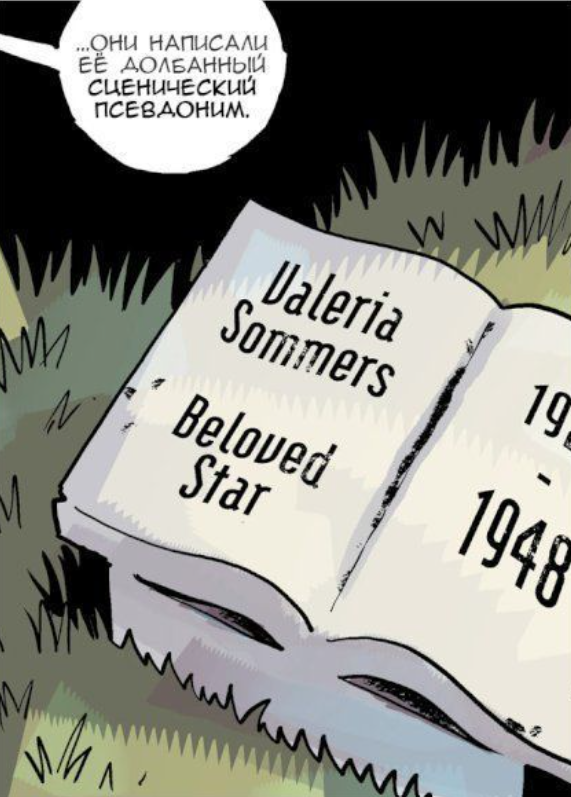 ...ОНИ НАПИСАЛИ
ЕЁ ДОЛБАННЫЙ
СЦЕНИЧЕСКИЙ
ПСЕВДОНИМ.
Valeria
Sommers
Beloved
Star
-
1948